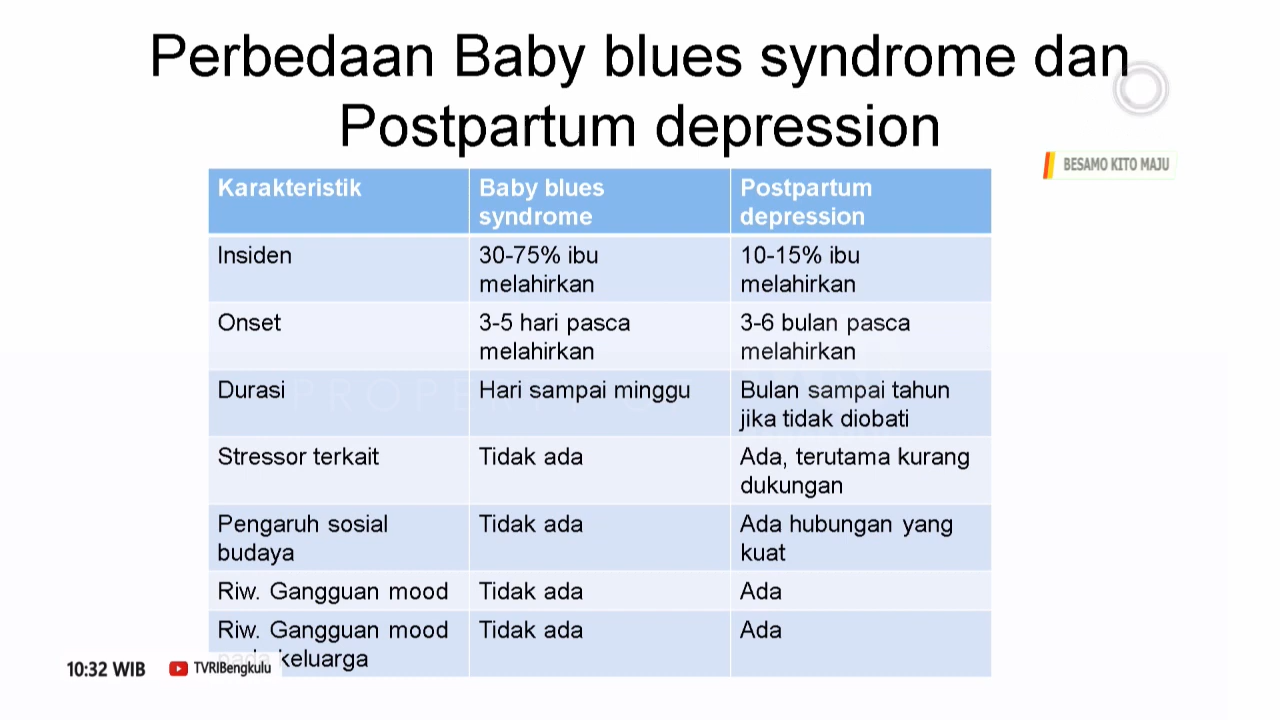 Perbedaan Baby blues syndrome dan
Postpartum depression
BESAMO KITO MAJU
Karakteristik
Baby blues
syndrome
Postpartum
depression
Insiden
30-75% ibu
melahirkan
10-15% ibu
melahirkan
Onset
3-5 hari pasca
melahirkan
3-6 bulan pasca
melahirkan
Durasi
Hari sampai minggu
Bulan sampai tahun
jika tidak diobati
Stressor terkait
Tidak ada
Ada, terutama kurang
dukungan
Pengaruh sosial
budaya
Tidak ada
Ada hubungan yang
kuat
Riw. Gangguan mood
Tidak ada
Ada
Riw. Gangguan mood
pada keluarga
Tidak ada
Ada
10:32 WIB
TVRIBengkulu